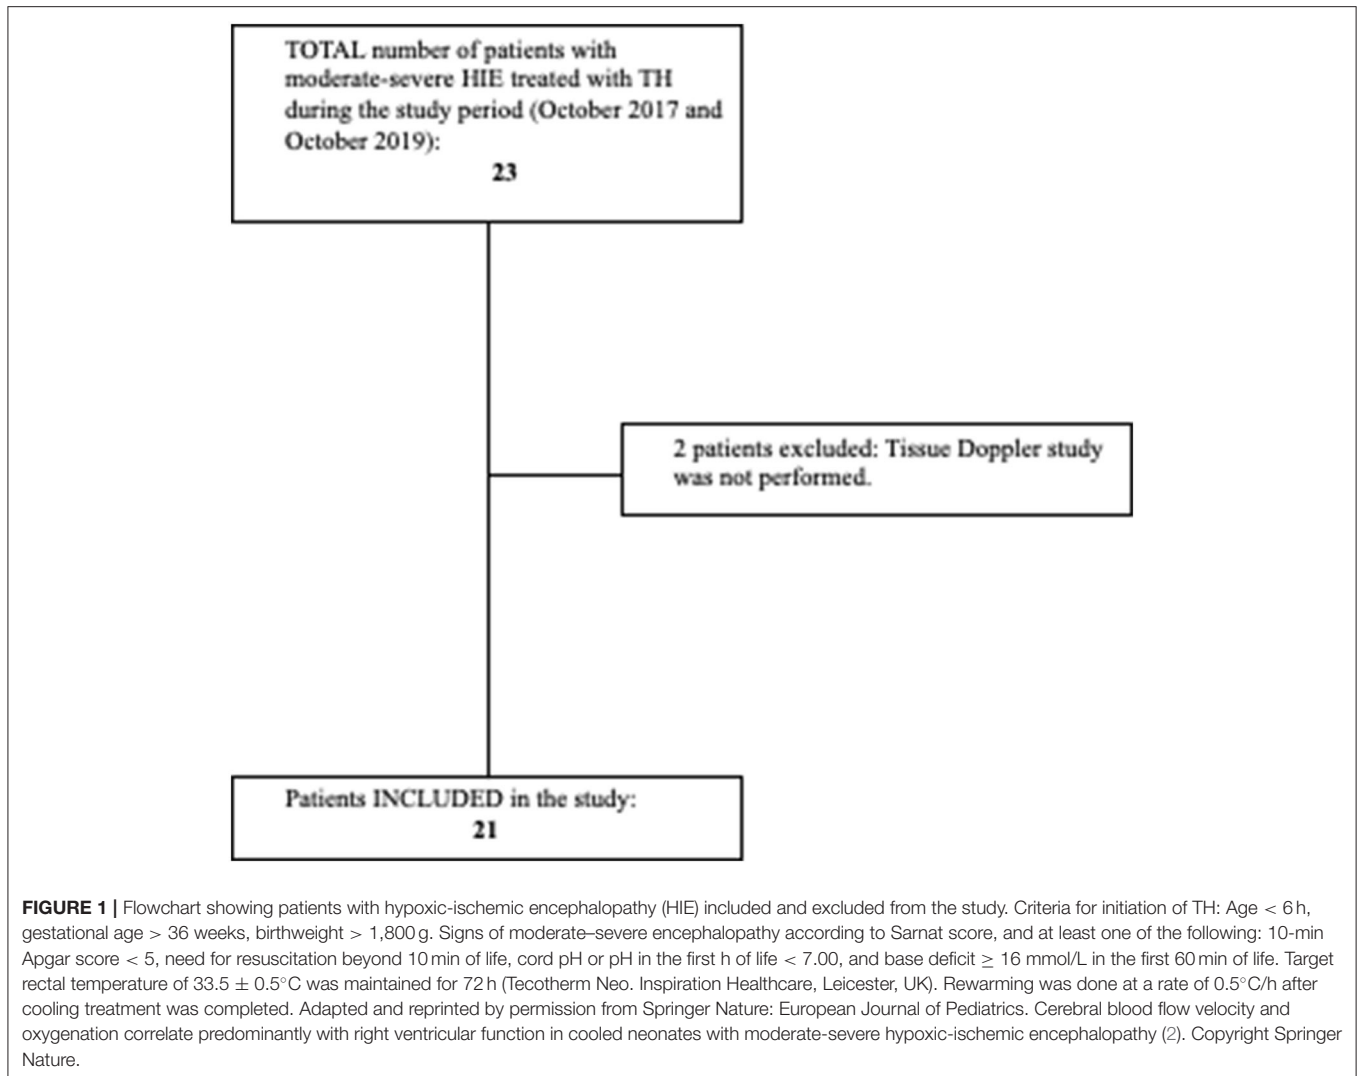 TOTAL number of patients with
moderate-severe HIE treated with TH
during the study period (October 2017 and
October 2019):
23
2 patients excluded: Tissue Doppler study
was not performed.
Patients INCLUDED in the study:
21
FIGURE 1 | Flowchart showing patients with hypoxic-ischemic encephalopathy (HIE) included and excluded from the study. Criteria for initiation of TH: Age < 6 h,
gestational age > 36 weeks, birthweight > 1,800 g. Signs of moderate–severe encephalopathy according to Sarnat score, and at least one of the following: 10-min
Apgar score < 5, need for resuscitation beyond 10 min of life, cord pH or pH in the first h of life < 7.00, and base deficit ≥ 16 mmol/L in the first 60 min of life. Target
rectal temperature of 33.5 ± 0.5°C was maintained for 72 h (Tecotherm Neo. Inspiration Healthcare, Leicester, UK). Rewarming was done at a rate of 0.5°C/h after
cooling treatment was completed. Adapted and reprinted by permission from Springer Nature: European Journal of Pediatrics. Cerebral blood flow velocity and
oxygenation correlate predominantly with right ventricular function in cooled neonates with moderate-severe hypoxic-ischemic encephalopathy (2). Copyright Springer
Nature.